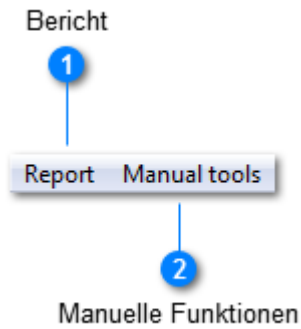 Bericht
1
Report Manual tools
2
Manuelle Funktionen